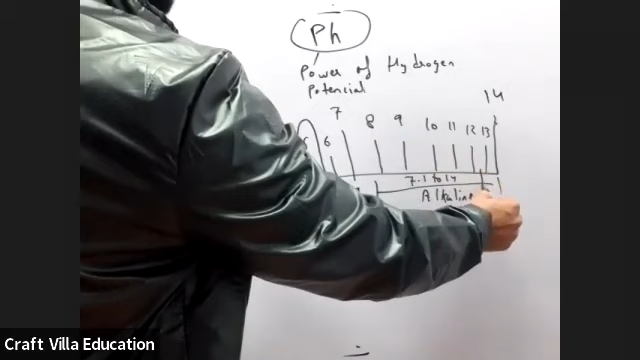 Ph
Power of Hydrogen
Potencial
6 7 8 9 10 11 12 13 14
7.1 to 14
Alkaline
Craft Villa Education